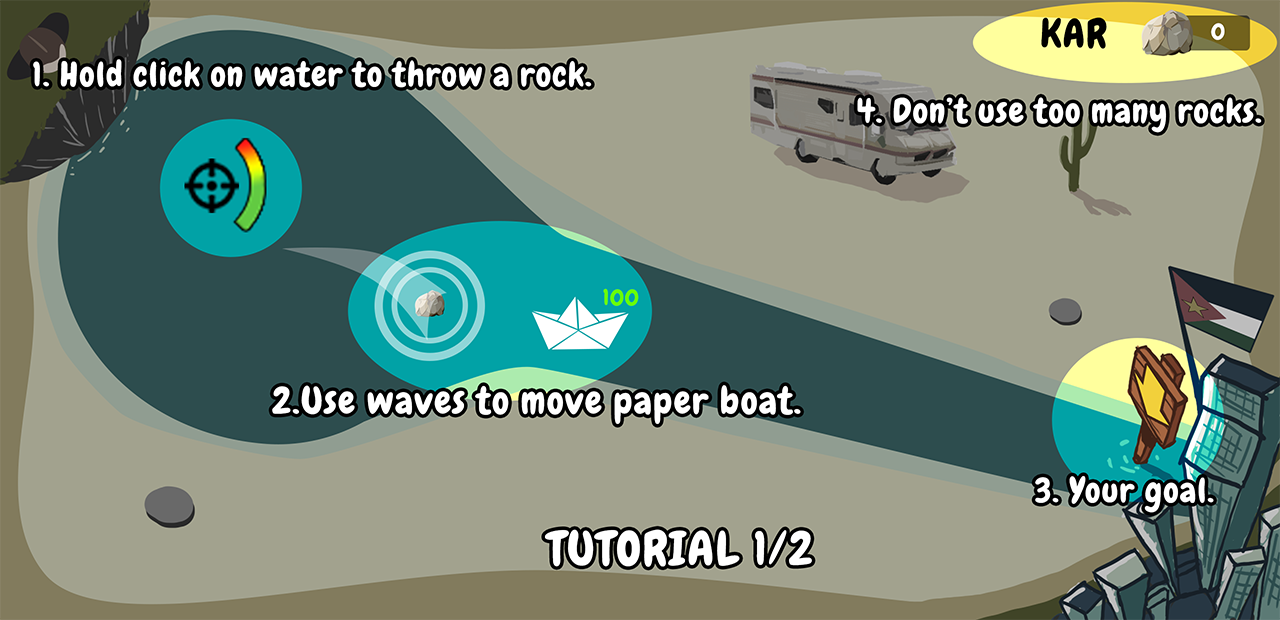 KAR 0
1. Hold click on water to throw a rock.
4. Don't use too many rocks.
100
2.Use waves to move paper boat.
3. Your goal.
TUTORIAL 1/2